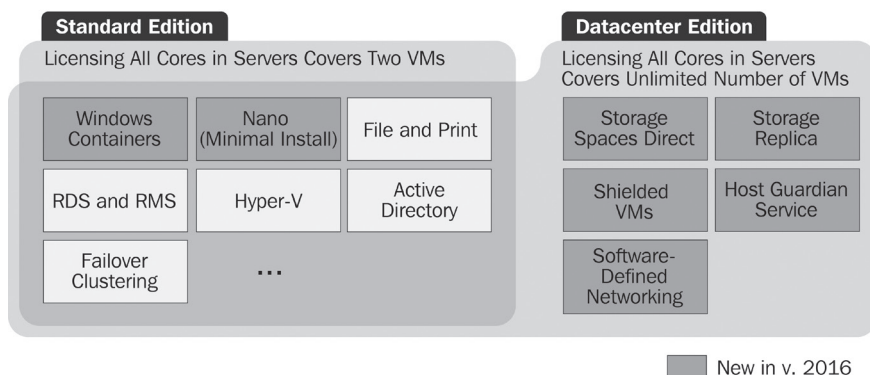 Standard Edition
Licensing All Cores in Servers Covers Two VMs
Windows
Containers
Nano
(Minimal Install)
File and Print
RDS and RMS
Hyper-V
Active
Directory
Failover
Clustering
...
Datacenter Edition
Licensing All Cores in Servers
Covers Unlimited Number of VMs
Storage
Spaces Direct
Storage
Replica
Shielded
VMs
Host Guardian
Service
Software-
Defined
Networking
New in v. 2016